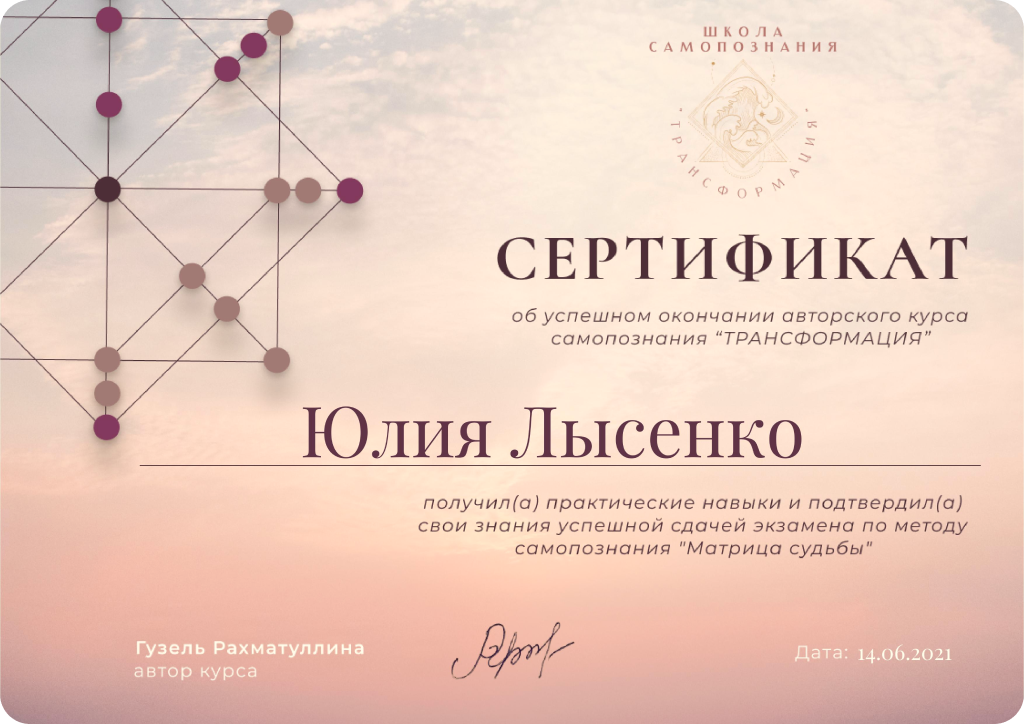 ШКОЛА
САМОПОЗНАНИЯ
ТРАНСФОРМАЦИЯ
СЕРТИФИКАТ
об успешном окончании авторского курса
самопознания “ТРАНСФОРМАЦИЯ”
Юлия Лысенко
получил(а) практические навыки и подтвердил(а)
свои знания успешной сдачей экзамена по методу
самопознания "Матрица судьбы"
Гузель Рахматуллина
автор курса
Дата: 14.06.2021